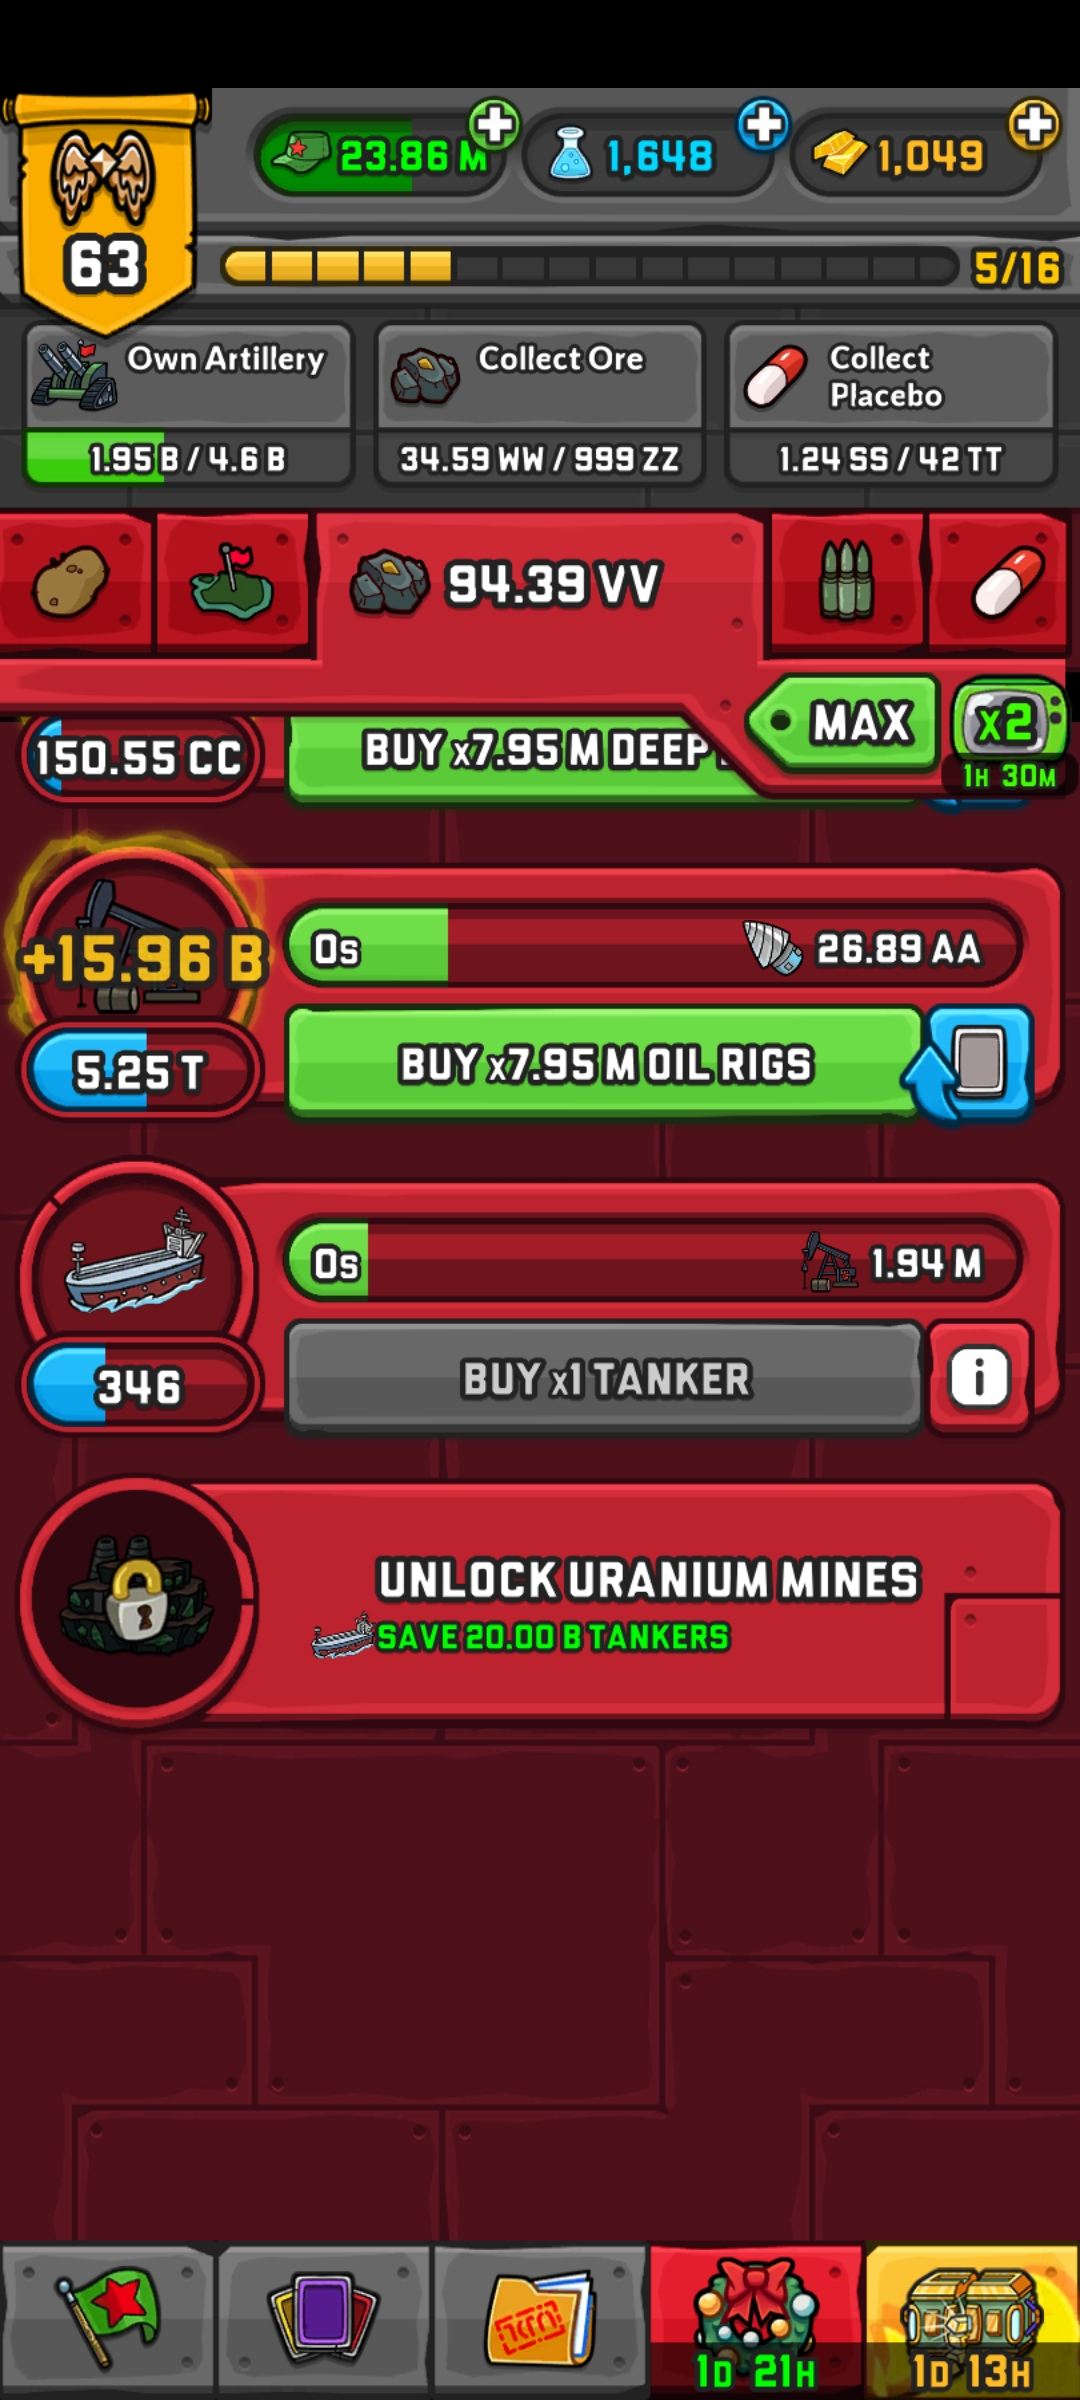 23.86 M
1,648
1,049
63
5/16
Own Artillery
1.95 B / 4.6 B
Collect Ore
34.59 WW / 999 ZZ
Collect
Placebo
1.24 SS / 42 TT
94.39 VV
MAX
x2
1H 30M
150.55 CC
BUY x7.95 M DEEP
+15.96 B
0s
26.89 AA
5.25 T
BUY x7.95 M OIL RIGS
0s
1.94 M
346
BUY x1 TANKER
i
UNLOCK URANIUM MINES
SAVE 20.00 B TANKERS
1D 21H
1D 13H